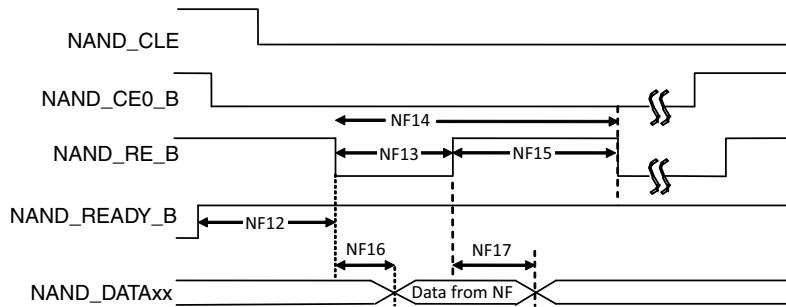 NAND_CLE
NAND_CE0_B
NF14
NAND_RE_B
NF13
NF15
NAND_READY_B
NF12
NF16
NF17
NAND_DATAxx
Data from NF